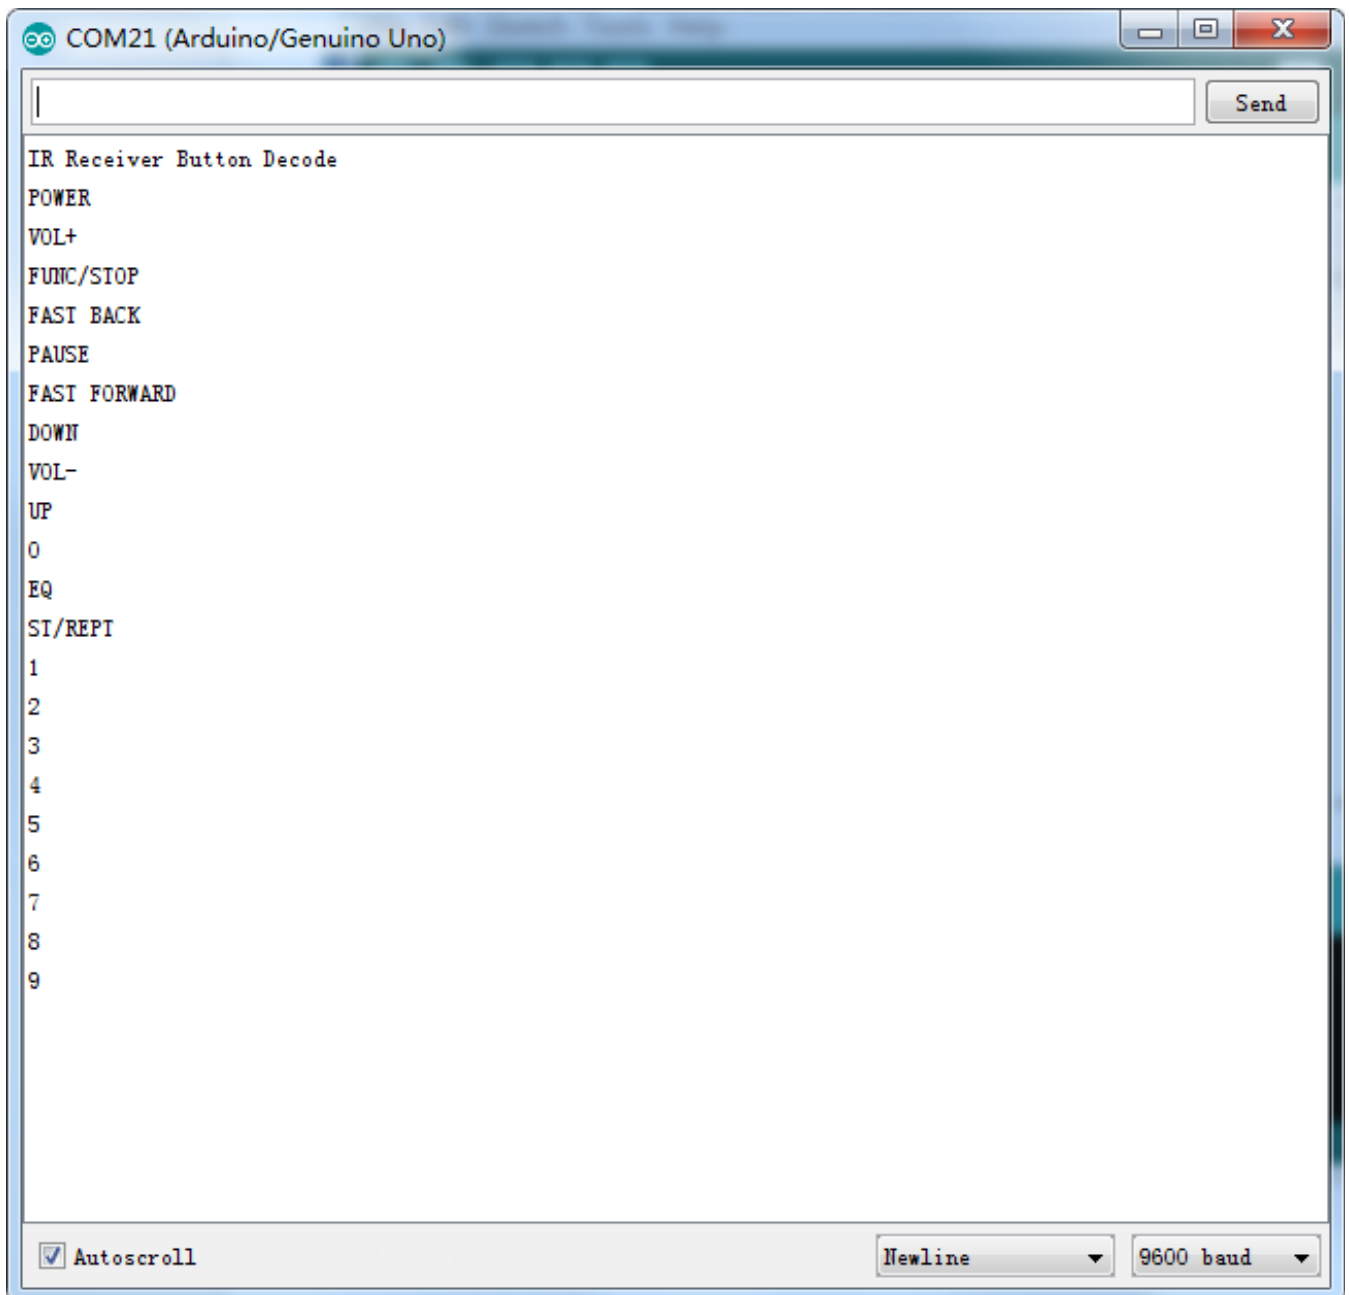 COM21 (Arduino/Genuino Uno)
Send
IR Receiver Button Decode
POWER
VOL+
FUNC/STOP
FAST BACK
PAUSE
FAST FORWARD
DOWN
VOL-
UP
0
EQ
ST/REPT
1
2
3
4
5
6
7
8
9
Autoscroll
Newline
9600 baud